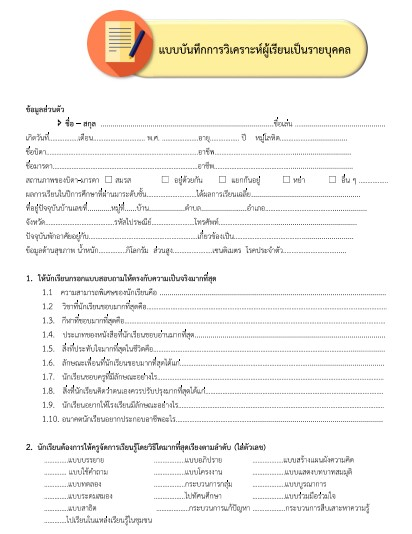 แบบบันทึกการวิเคราะห์ผู้เรียนเป็นรายบุคคล
ข้อมูลส่วนตัว
ชื่อ – สกุล ..........ชื่อเล่น ..........
เกิดวันที่..........เดือน.......... พ.ศ. ..........อายุ.......... ปี หมู่โลหิต..........
ชื่อบิดา..........อาชีพ..........
ชื่อมารดา..........อาชีพ..........
สถานภาพของบิดา-มารดา ☐ สมรส ☐ อยู่ด้วยกัน ☐ แยกกันอยู่ ☐ หย่า ☐ อื่น ๆ ..........
ผลการเรียนในปีการศึกษาที่ผ่านมาระดับชั้น..........ได้ผลการเรียนเฉลี่ย..........
ที่อยู่ปัจจุบันบ้านเลขที่..........หมู่ที่..........บ้าน..........ตำบล..........อำเภอ..........
จังหวัด..........รหัสไปรษณีย์..........โทรศัพท์..........
ปัจจุบันพักอาศัยอยู่กับ..........เกี่ยวข้องเป็น..........
ข้อมูลด้านสุขภาพ น้ำหนัก..........กิโลกรัม ส่วนสูง..........เซนติเมตร โรคประจำตัว..........
1. ให้นักเรียนกรอกแบบสอบถามให้ตรงกับความเป็นจริงมากที่สุด
1.1 ความสามารถพิเศษของนักเรียนคือ ..........
1.2 วิชาที่นักเรียนชอบมากที่สุดคือ..........
1.3. กีฬาที่ชอบมากที่สุดคือ..........
1.4. ประเภทของหนังสือที่นักเรียนชอบอ่านมากที่สุด..........
1.5. สิ่งที่ประทับใจมากที่สุดในชีวิตคือ..........
1.6. ลักษณะเพื่อนที่นักเรียนชอบมากที่สุดได้แก่..........
1.7. นักเรียนชอบครูที่มีลักษณะอย่างไร..........
1.8. สิ่งที่นักเรียนคิดว่าตนเองควรปรับปรุงมากที่สุดได้แก่..........
1.9. นักเรียนอยากให้โรงเรียนมีลักษณะอย่างไร..........
1.10. อนาคตนักเรียนอยากประกอบอาชีพอะไร..........
2. นักเรียนต้องการให้ครูจัดการเรียนรู้โดยวิธีใดมากที่สุดเรียงตามลำดับ (ใส่ตัวเลข)
..........แบบบรรยาย ..........แบบอภิปราย ..........แบบสร้างแผนผังความคิด
.......... แบบใช้คำถาม ..........แบบโครงงาน ..........แบบแสดงบทบาทสมมุติ
..........แบบทดลอง ..........กระบวนการกลุ่ม ..........แบบบูรณาการ
..........แบบระดมสมอง ..........ไปทัศนศึกษา ..........แบบร่วมมือร่วมใจ
..........แบบสาธิต ..........กระบวนการแก้ปัญหา ..........กระบวนการสืบเสาะหาความรู้
..........ไปเรียนในแหล่งเรียนรู้ในชุมชน